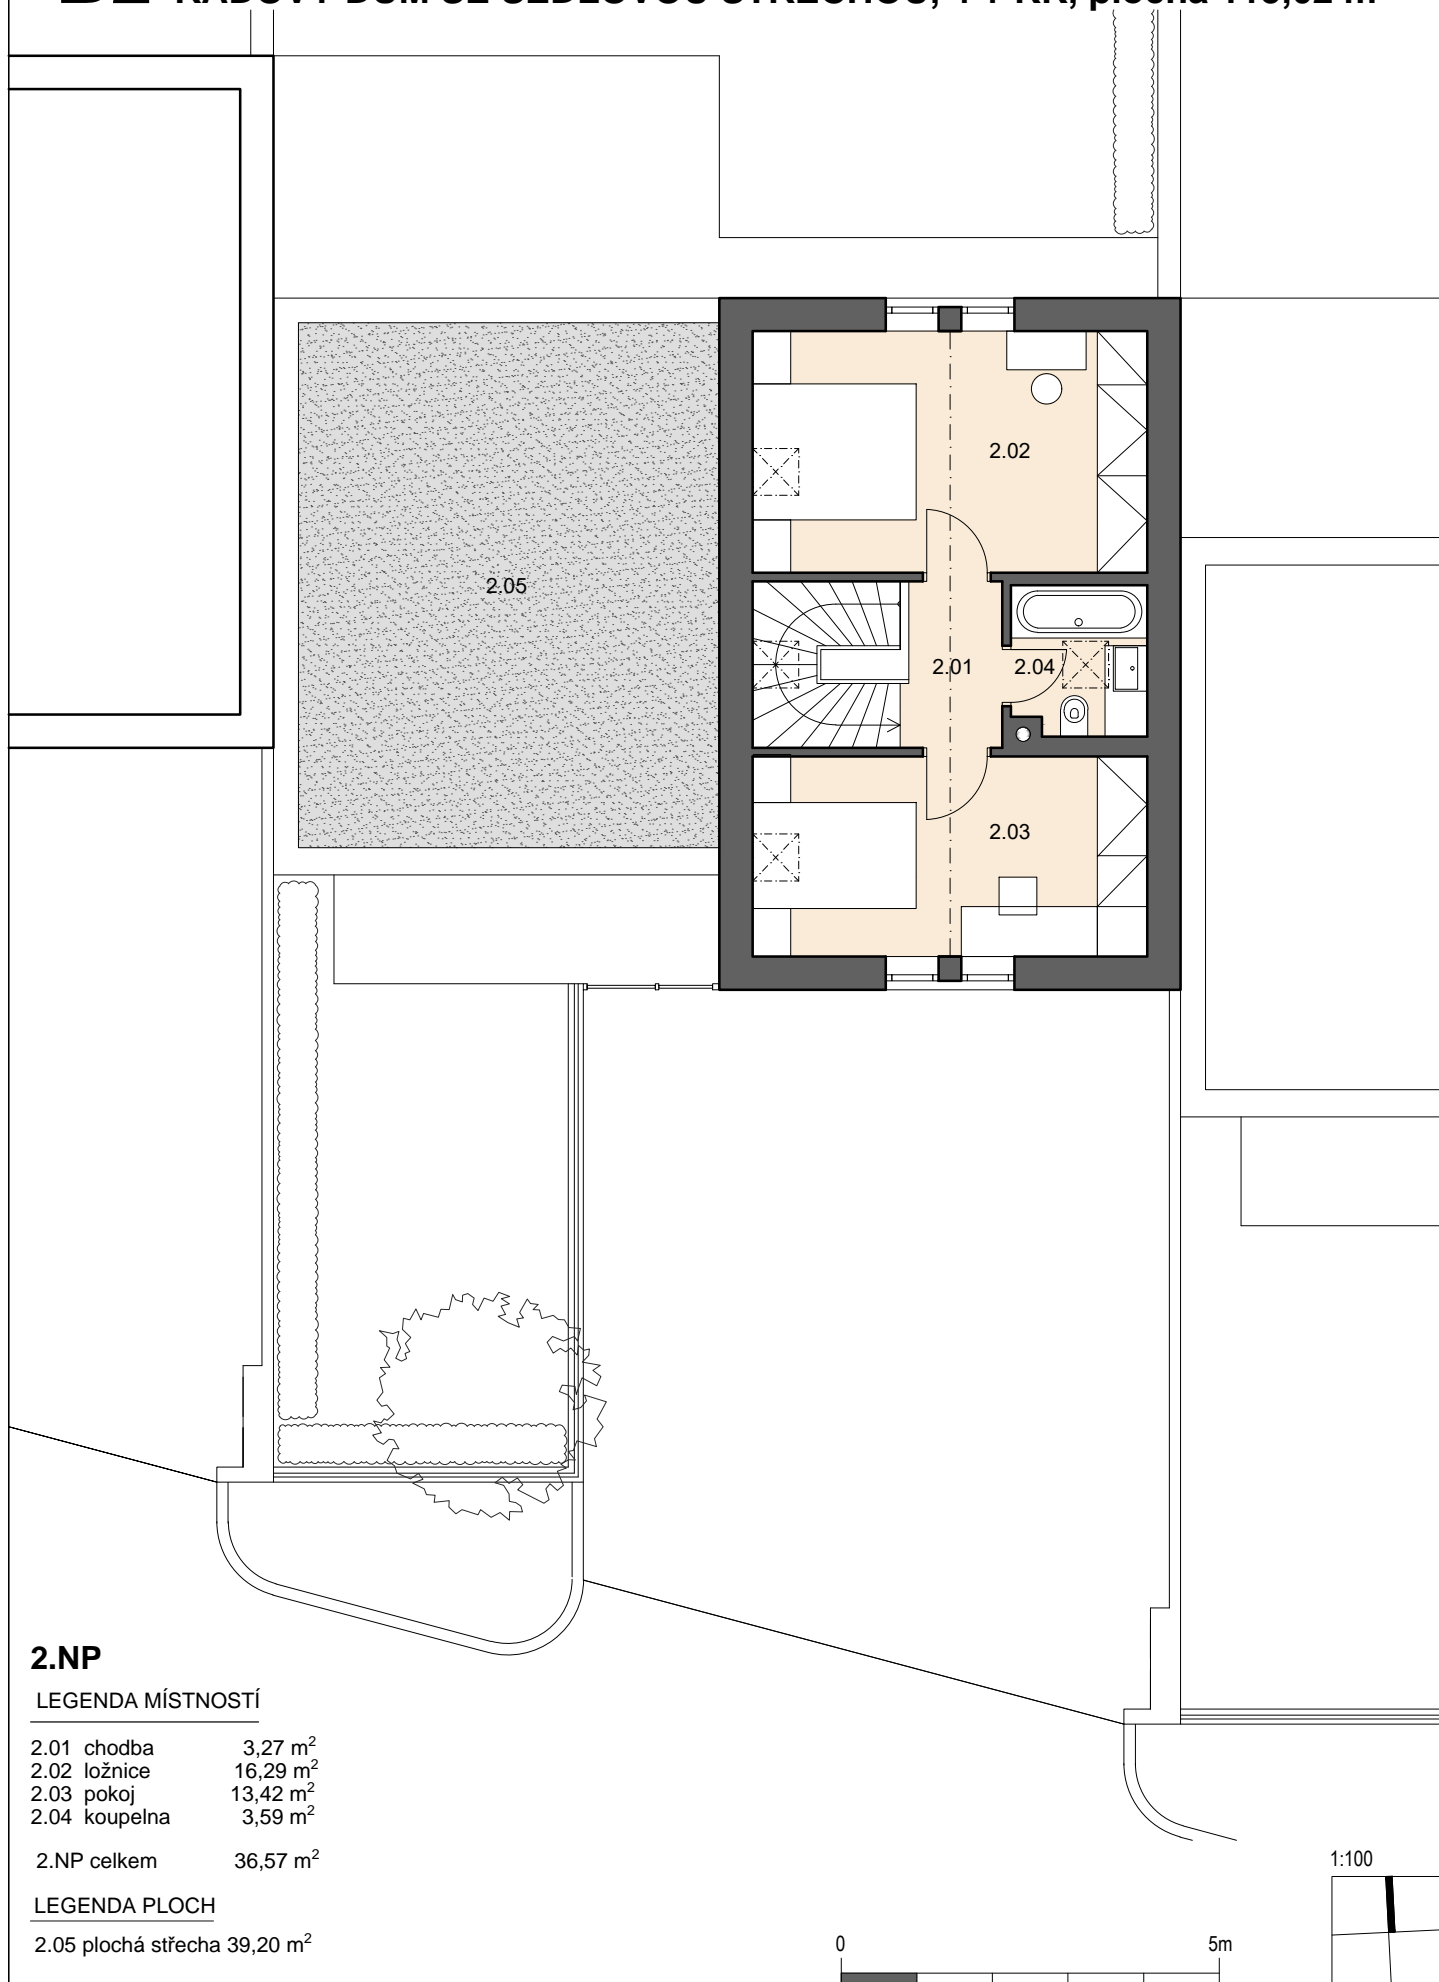 2.02
2.05
2.01
2.04
2.03
2.NP
LEGENDA MÍSTNOSTÍ
2.01 chodba 3,27 m²
2.02 ložnice 16,29 m²
2.03 pokoj 13,42 m²
2.04 koupelna 3,59 m²
2.NP celkem 36,57 m²
LEGENDA PLOCH
2.05 plochá střecha 39,20 m²
1:100
0 5m